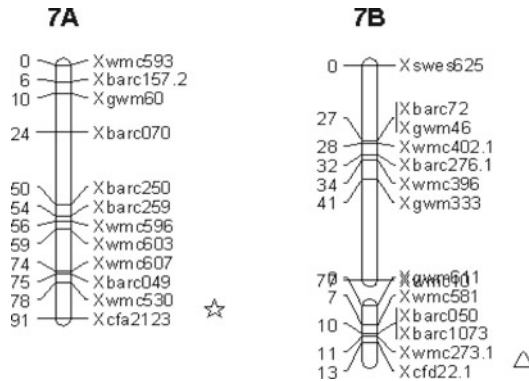 7A
0 Xwmc593
6 Xbarc157.2
10 Xgwm60
24 Xbarc070
50 Xbarc250
54 Xbarc259
56 Xwmc596
59 Xwmc603
74 Xwmc607
75 Xbarc049
78 Xwmc530
91 Xcfa2123
7B
0 Xswes625
27 Xbarc72
Xgwm46
28 Xwmc402.1
32 Xbarc276.1
34 Xwmc396
41 Xgwm333
7 Xwmc581
10 Xbarc050
Xbarc1073
11 Xwmc273.1
13 Xcfd22.1